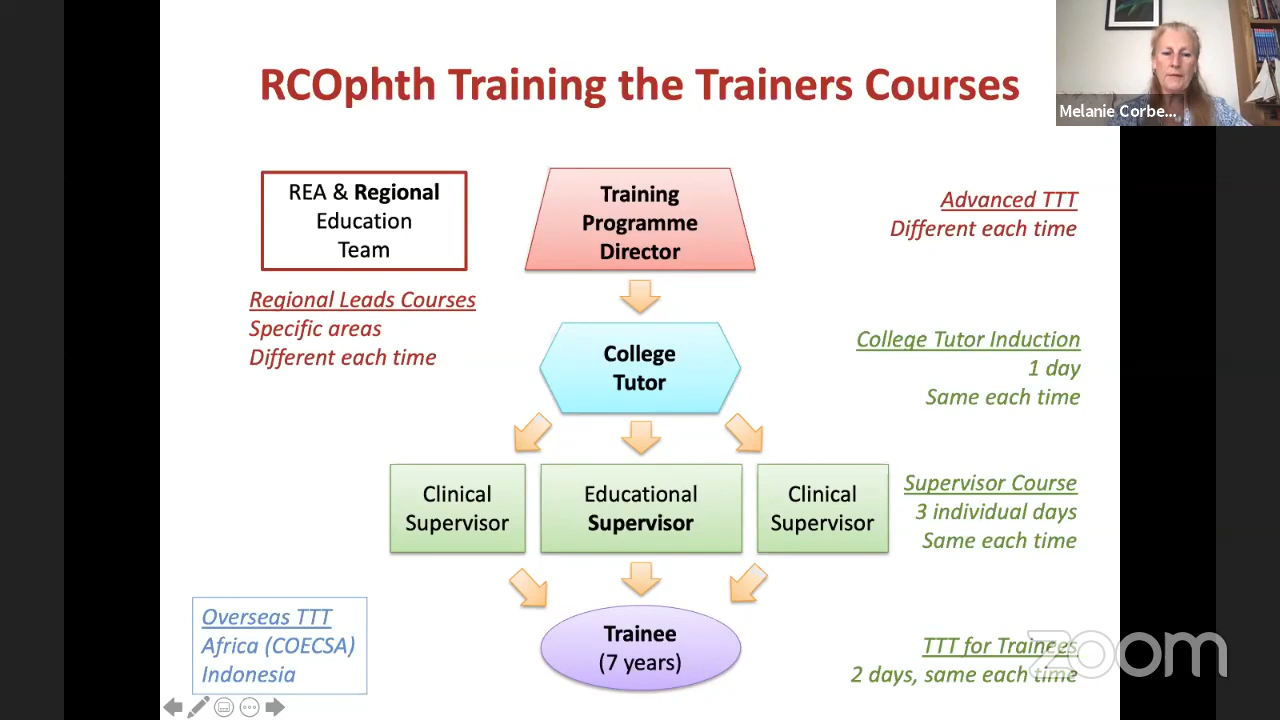 RCOphth Training the Trainers Courses
Melanie Corbe...
REA & Regional
Education
Team
Training
Programme
Director
Advanced TTT
Different each time
Regional Leads Courses
Specific areas
Different each time
College
Tutor
College Tutor Induction
1 day
Same each time
Clinical
Supervisor
Educational
Supervisor
Clinical
Supervisor
Supervisor Course
3 individual days
Same each time
Overseas TTT
Africa (COECSA)
Indonesia
Trainee
(7 years)
TTT for Trainees
2 days, same each time
zoom